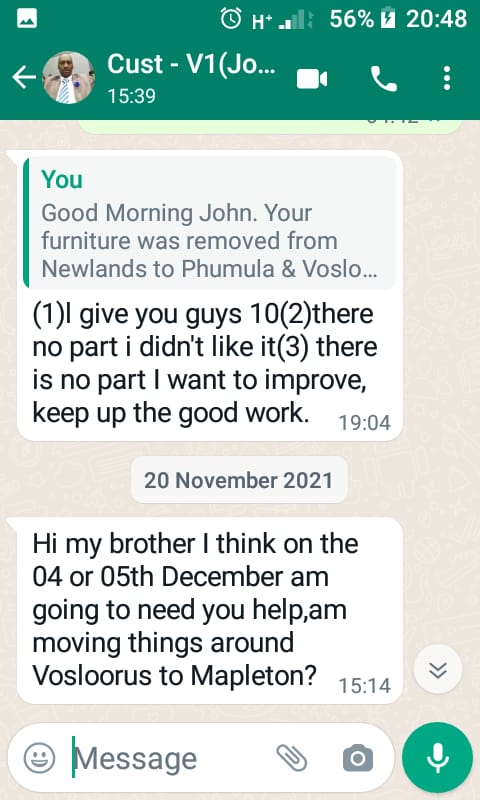 H+ 56% 20:48
Cust - V1(Jo...
15:39
You
Good Morning John. Your
furniture was removed from
Newlands to Phumula & Voslo...
(1)I give you guys 10(2)there
no part i didn't like it(3) there
is no part I want to improve,
keep up the good work. 19:04
20 November 2021
Hi my brother I think on the
04 or 05th December am
going to need you help,am
moving things around
Vosloorus to Mapleton? 15:14
Message